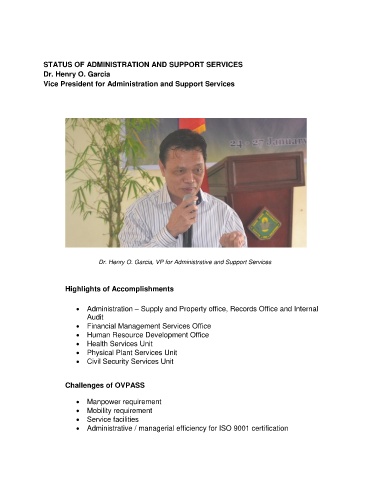 STATUS OF ADMINISTRATION AND SUPPORT SERVICES
Dr. Henry O. Garcia
Vice President for Administration and Support Services
24 - 27 Januar
Dr. Henry O. Garcia, VP for Administrative and Support Services
Highlights of Accomplishments
• Administration – Supply and Property office, Records Office and Internal
Audit
• Financial Management Services Office
• Human Resource Development Office
• Health Services Unit
• Physical Plant Services Unit
• Civil Security Services Unit
Challenges of OVPASS
• Manpower requirement
• Mobility requirement
• Service facilities
• Administrative / managerial efficiency for ISO 9001 certification